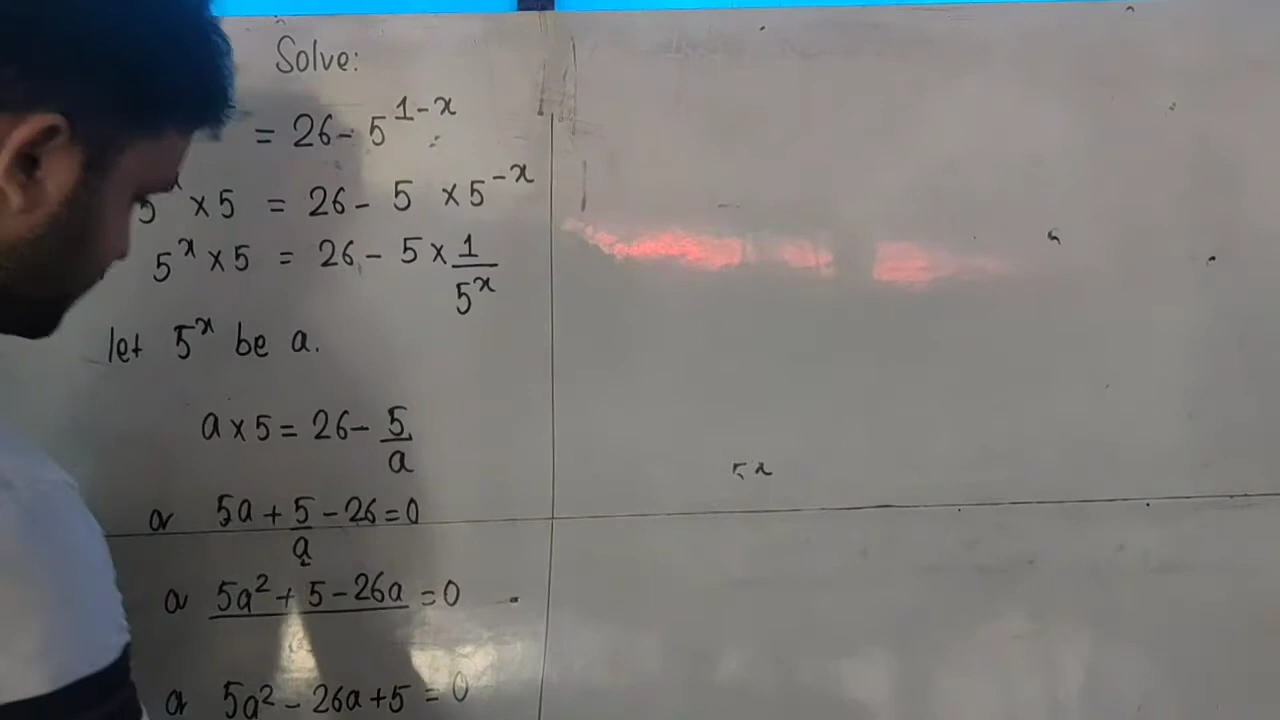 Solve:
= 26 - 5^{1-x}
5^x × 5 = 26 - 5 × 5^{-x}
5^x × 5 = 26 - 5 × 1/5^x
let 5^x be a.
a × 5 = 26 - 5/a
or 5a + 5/a - 26 = 0
or 5a² + 5 - 26a = 0
or 5a² - 26a + 5 = 0
5x